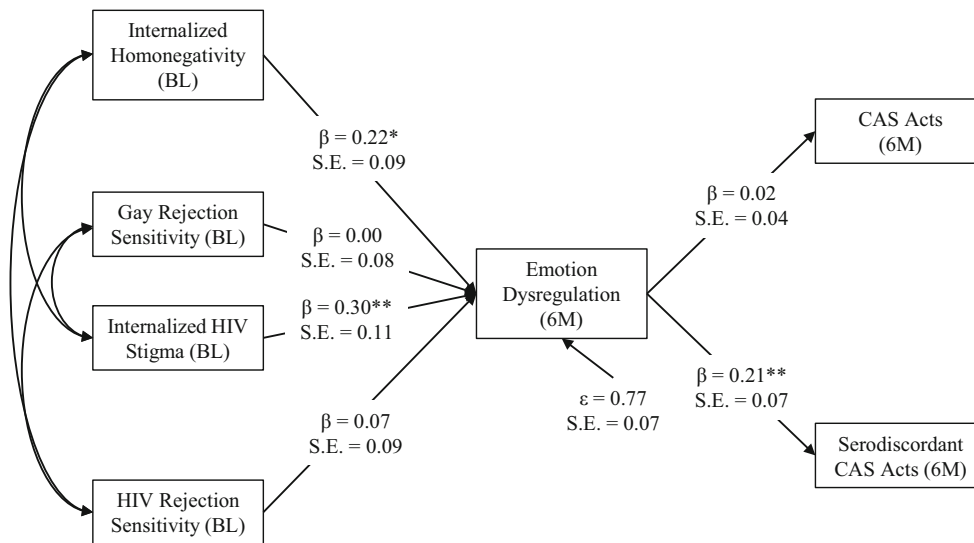 Internalized
Homonegativity
(BL)
β = 0.22*
S.E. = 0.09
CAS Acts
(6M)
β = 0.02
S.E. = 0.04
Gay Rejection
Sensitivity (BL)
β = 0.00
S.E. = 0.08
Emotion
Dysregulation
(6M)
Internalized HIV
Stigma (BL)
β = 0.30**
S.E. = 0.11
β = 0.21**
S.E. = 0.07
ε = 0.77
S.E. = 0.07
β = 0.07
S.E. = 0.09
Serodiscordant
CAS Acts (6M)
HIV Rejection
Sensitivity (BL)